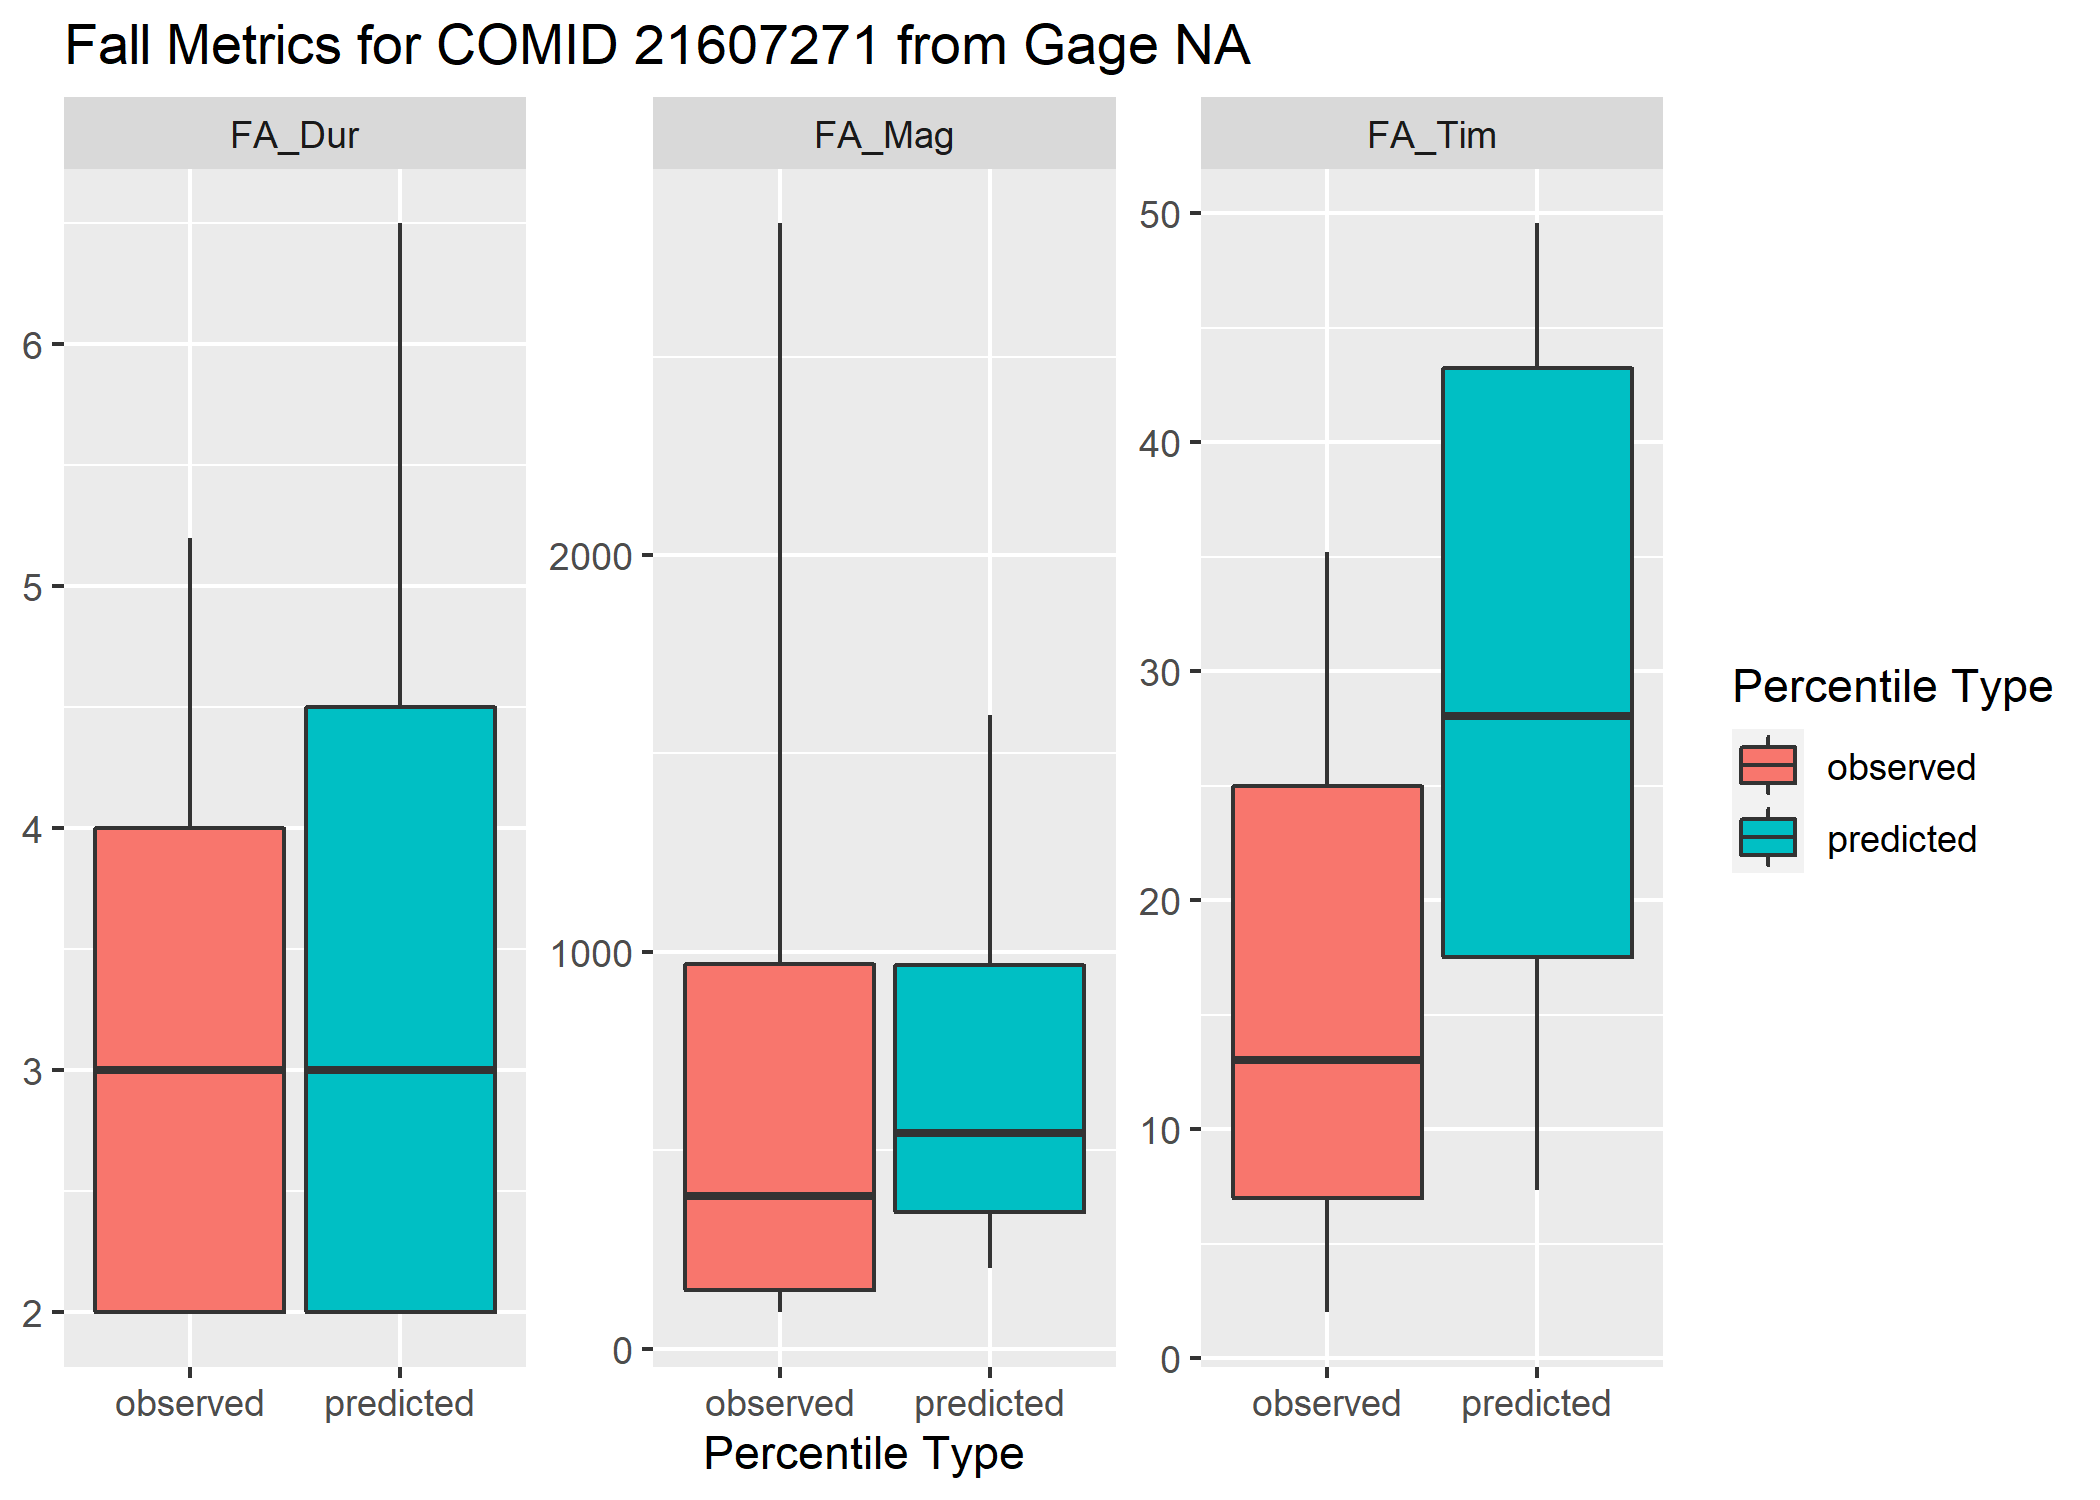 Fall Metrics for COMID 21607271 from Gage NA
FA_Dur
FA_Mag
FA_Tim
6
5
4
3
2
2000
1000
0
50
40
30
20
10
0
observed
predicted
observed
predicted
observed
predicted
Percentile Type
Percentile Type
observed
predicted